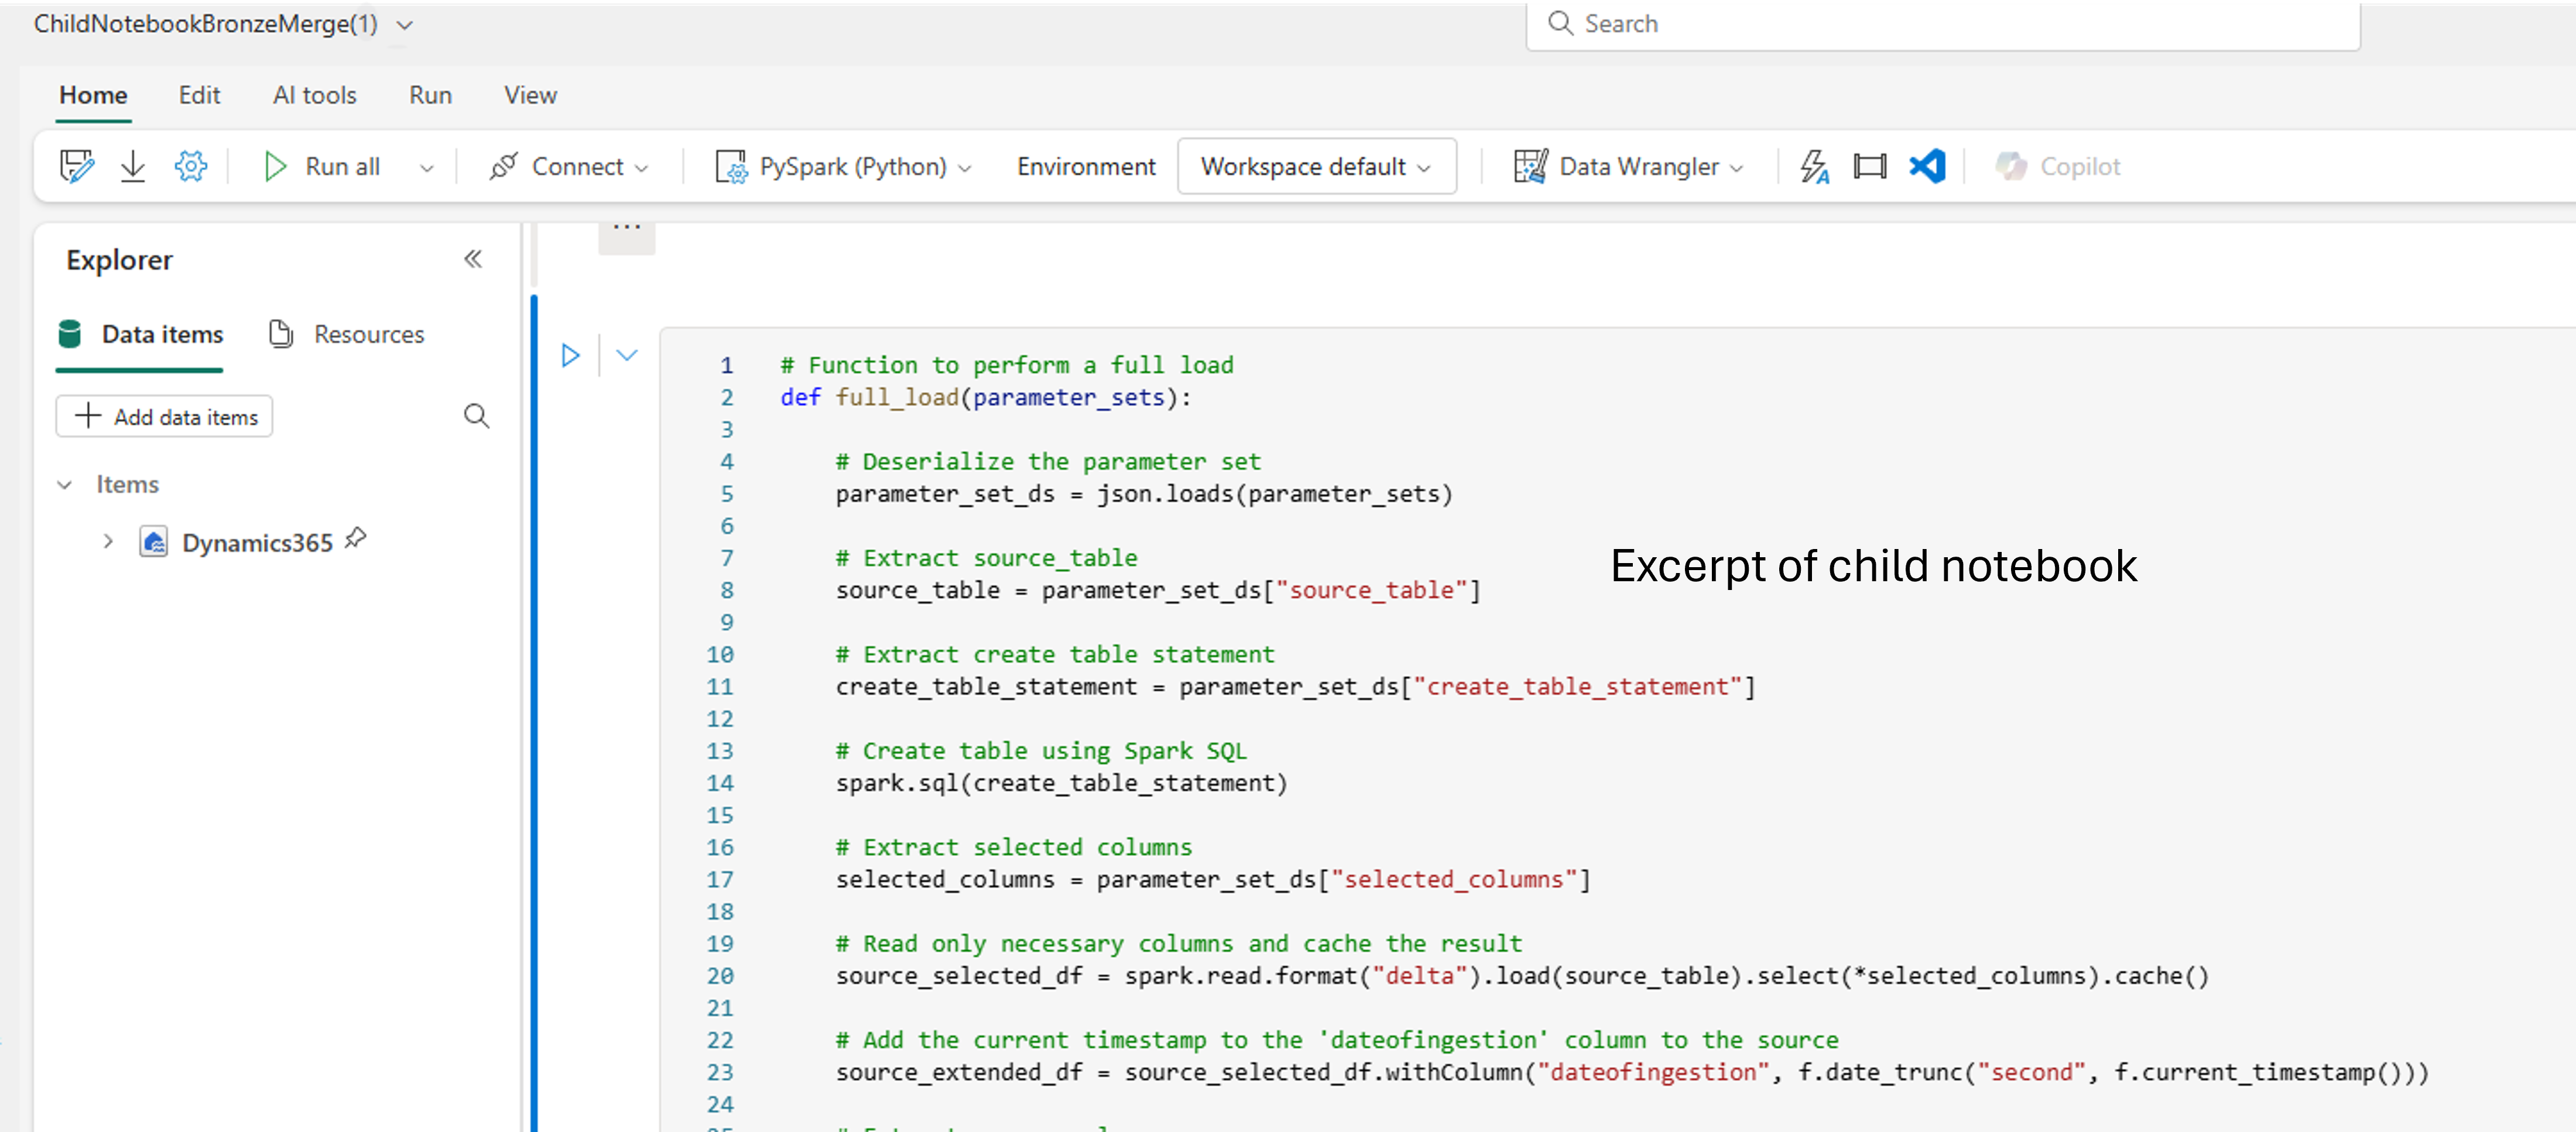 ChildNotebookBronzeMerge(1)
Search
Home Edit AI tools Run View
Run all Connect PySpark (Python) Environment Workspace default Data Wrangler Copilot
Explorer
Data items Resources
Add data items
Items
Dynamics365
...
1 # Function to perform a full load
2 def full_load(parameter_sets):
3
4 # Deserialize the parameter set
5 parameter_set_ds = json.loads(parameter_sets)
6
7 # Extract source_table
8 source_table = parameter_set_ds["source_table"]
9
10 # Extract create table statement
11 create_table_statement = parameter_set_ds["create_table_statement"]
12
13 # Create table using Spark SQL
14 spark.sql(create_table_statement)
15
16 # Extract selected columns
17 selected_columns = parameter_set_ds["selected_columns"]
18
19 # Read only necessary columns and cache the result
20 source_selected_df = spark.read.format("delta").load(source_table).select(*selected_columns).cache()
21
22 # Add the current timestamp to the 'dateofingestion' column to the source
23 source_extended_df = source_selected_df.withColumn("dateofingestion", f.date_trunc("second", f.current_timestamp()))
24
Excerpt of child notebook